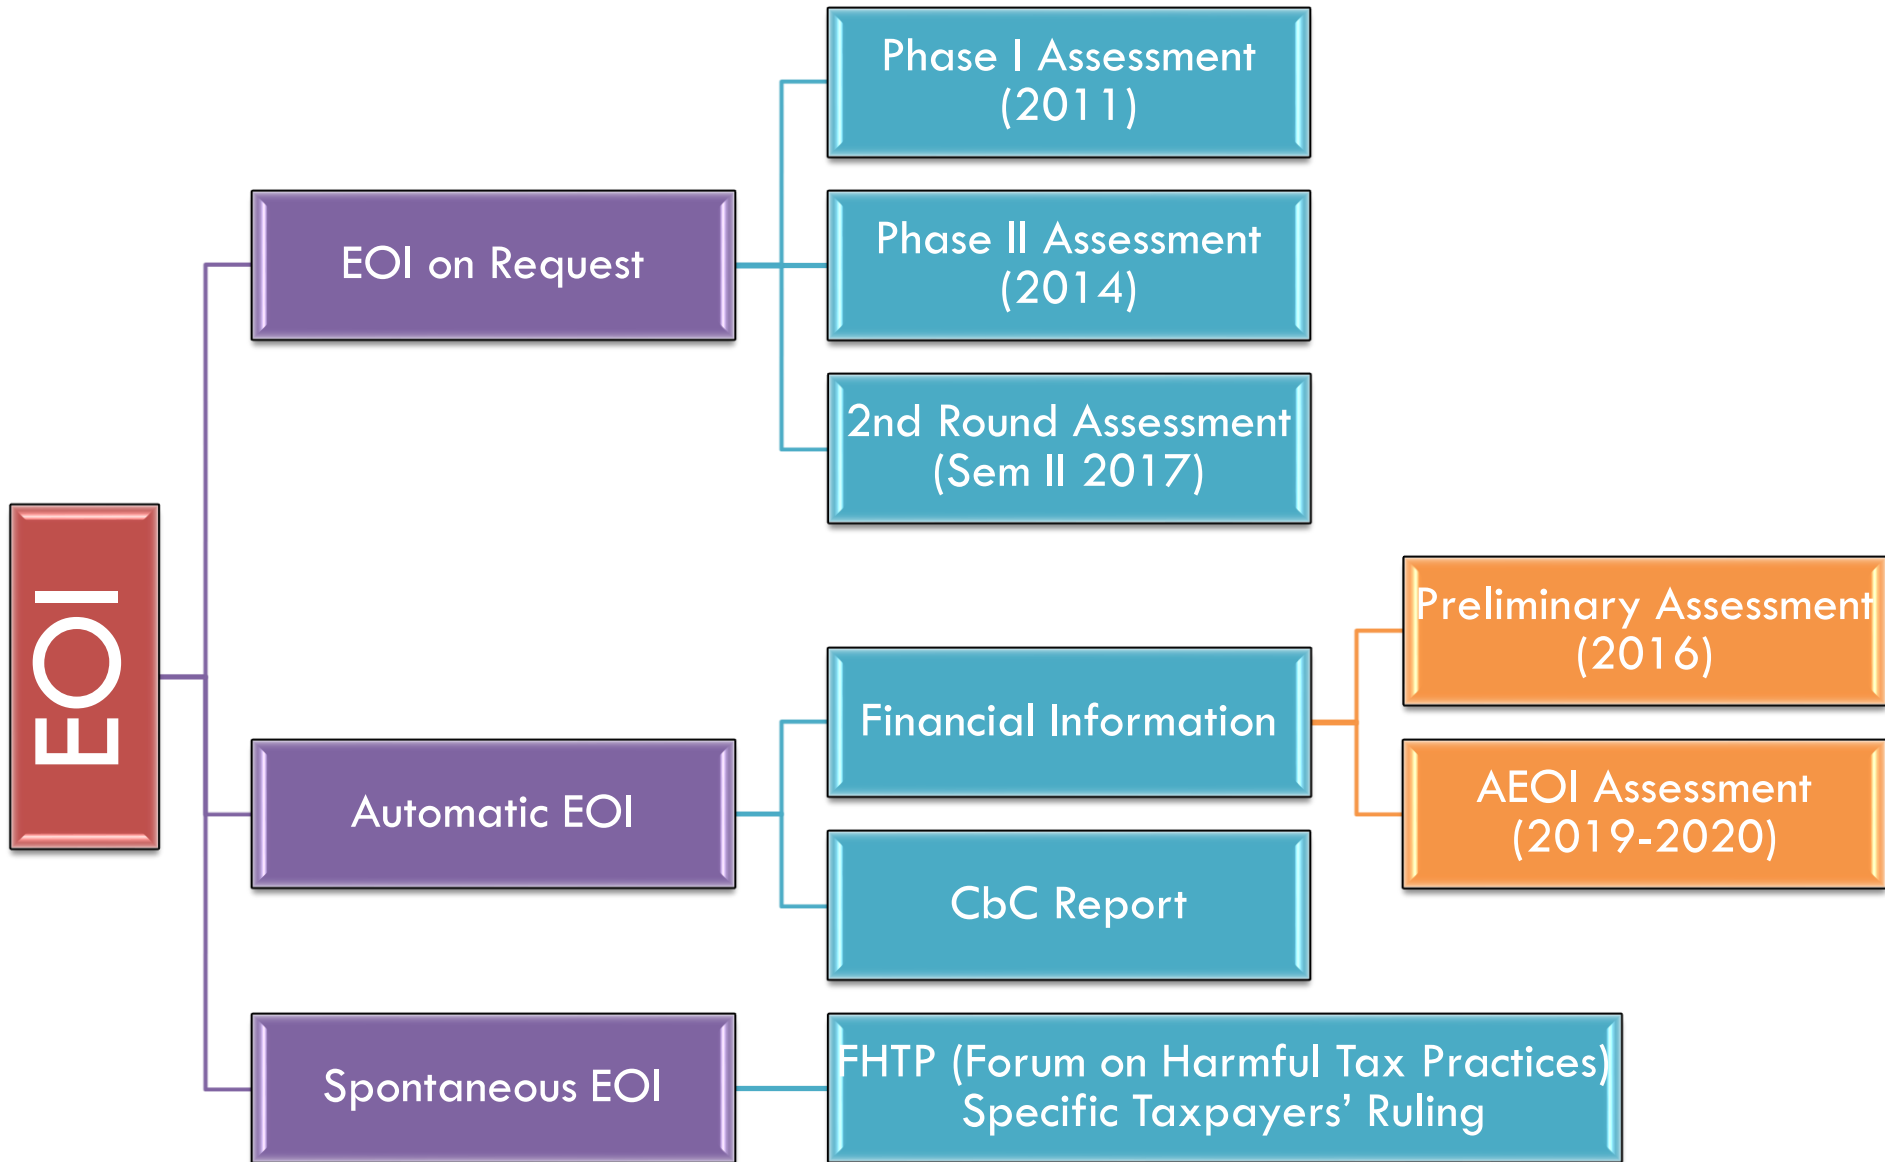 EOI
EOI on Request
Phase I Assessment
(2011)
Phase II Assessment
(2014)
2nd Round Assessment
(Sem II 2017)
Automatic EOI
Financial Information
Preliminary Assessment
(2016)
AEOI Assessment
(2019-2020)
CbC Report
Spontaneous EOI
FHTP (Forum on Harmful Tax Practices)
Specific Taxpayers’ Ruling